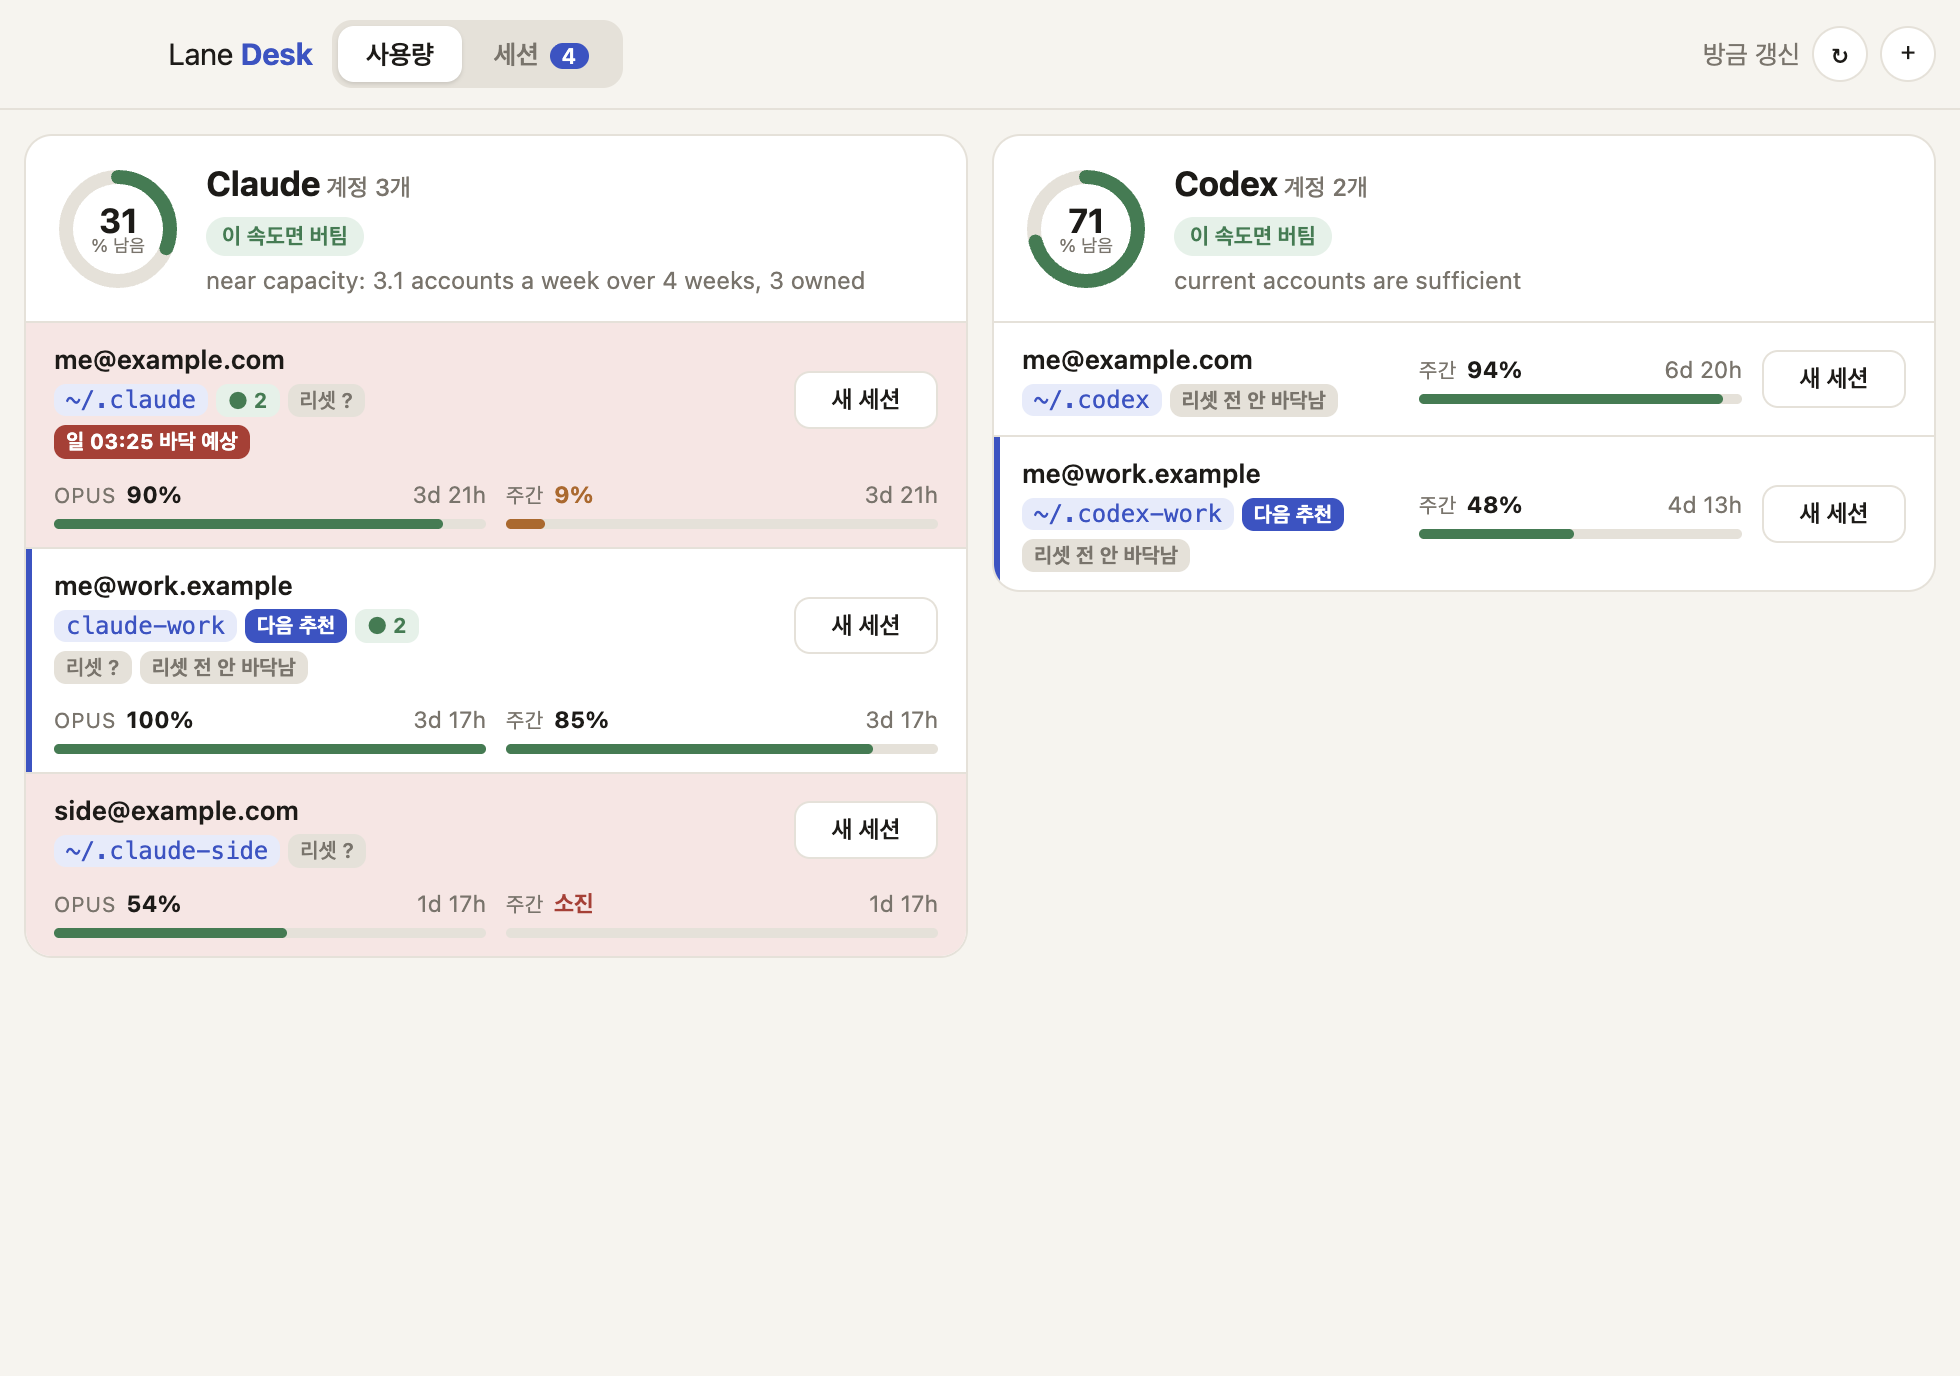 Lane Desk
사용량
세션 4
방금 갱신
↻
+
31
% 남음
Claude 계정 3개
이 속도면 버팀
near capacity: 3.1 accounts a week over 4 weeks, 3 owned
me@example.com
~/.claude ● 2 리셋 ?
일 03:25 바닥 예상
새 세션
OPUS 90% 3d 21h
주간 9% 3d 21h
me@work.example
claude-work 다음 추천 ● 2
리셋 ? 리셋 전 안 바닥남
새 세션
OPUS 100% 3d 17h
주간 85% 3d 17h
side@example.com
~/.claude-side 리셋 ?
새 세션
OPUS 54% 1d 17h
주간 소진 1d 17h
71
% 남음
Codex 계정 2개
이 속도면 버팀
current accounts are sufficient
me@example.com
~/.codex 리셋 전 안 바닥남
주간 94% 6d 20h
새 세션
me@work.example
~/.codex-work 다음 추천
리셋 전 안 바닥남
주간 48% 4d 13h
새 세션